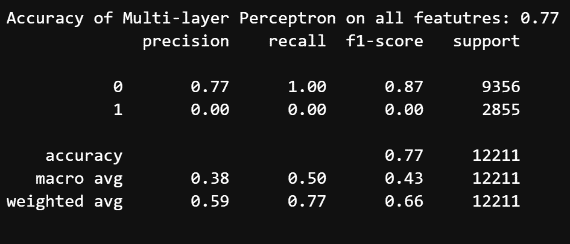 Accuracy of Multi-layer Perceptron on all featutres: 0.77
precision recall f1-score support
0 0.77 1.00 0.87 9356
1 0.00 0.00 0.00 2855
accuracy 0.77 12211
macro avg 0.38 0.50 0.43 12211
weighted avg 0.59 0.77 0.66 12211